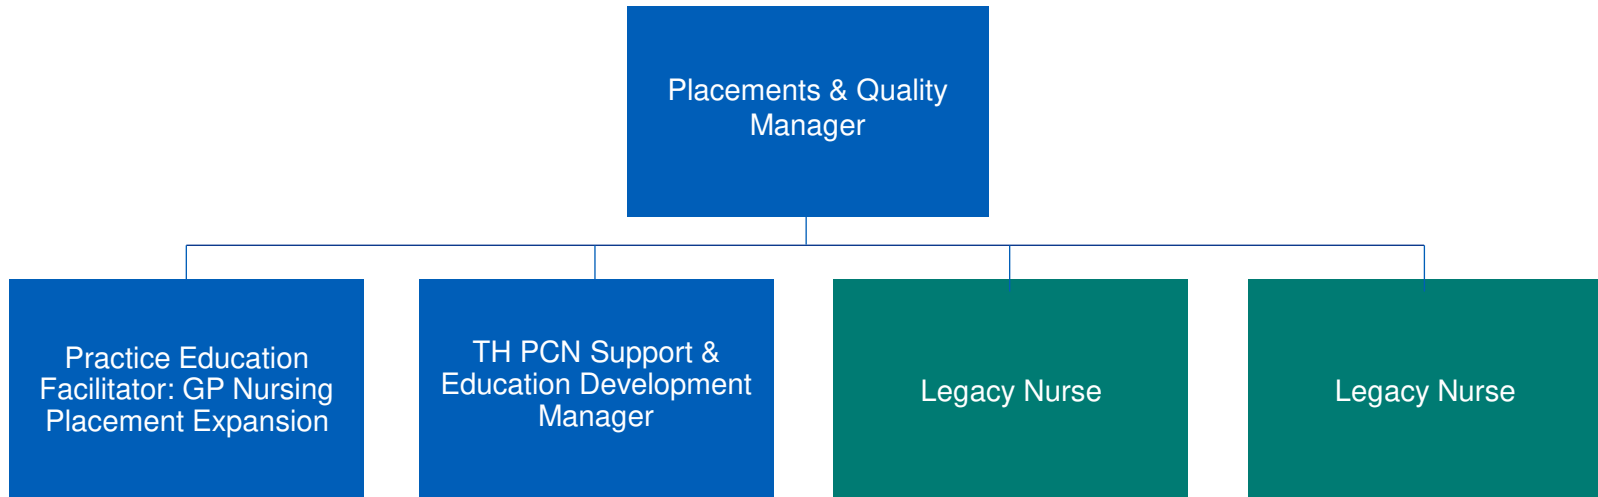 Placements & Quality
Manager
Practice Education
Facilitator: GP Nursing
Placement Expansion
TH PCN Support &
Education Development
Manager
Legacy Nurse
Legacy Nurse